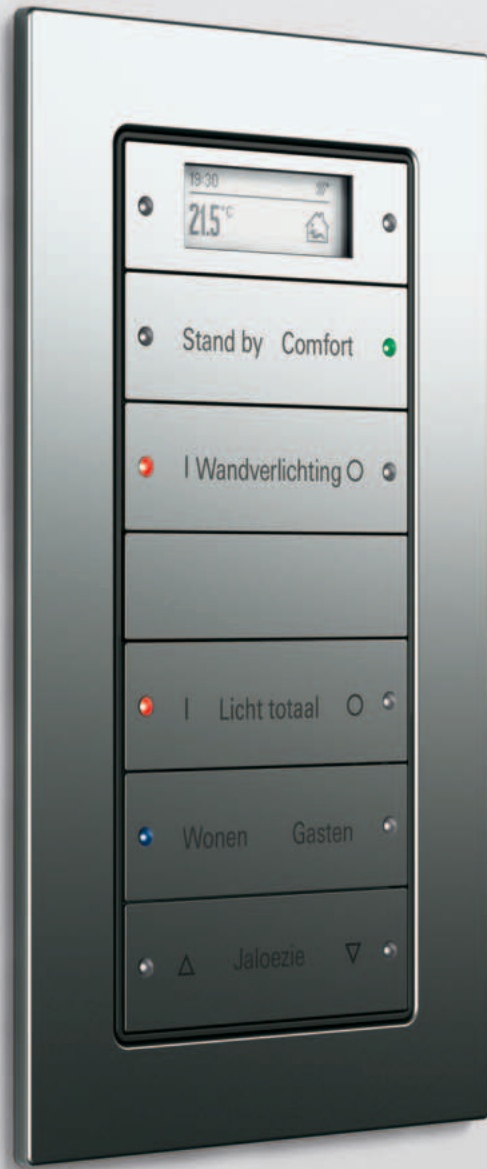 19:30
21.5°C
Stand by Comfort
I Wandverlichting O
I Licht totaal O
Wonen Gasten
△ Jaloezie ▽